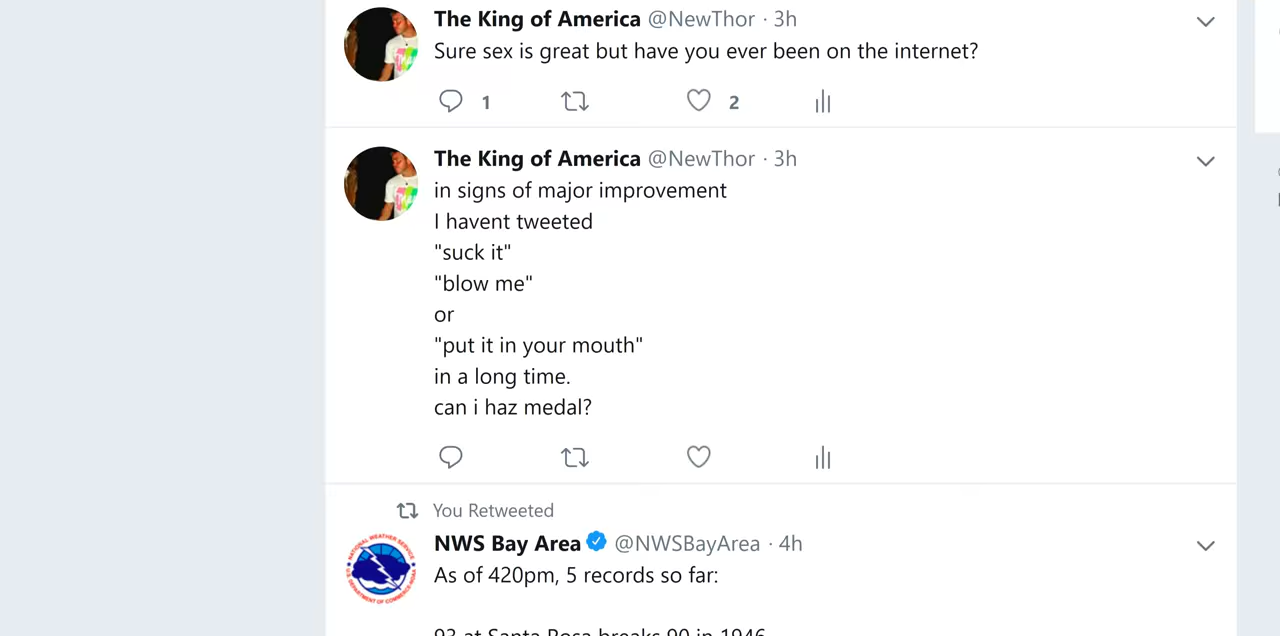 The King of America @NewThor · 3h
Sure sex is great but have you ever been on the internet?
1 2
The King of America @NewThor · 3h
in signs of major improvement
I havent tweeted
"suck it"
"blow me"
or
"put it in your mouth"
in a long time.
can i haz medal?
You Retweeted
NWS Bay Area @NWSBayArea · 4h
NATIONAL WEATHER SERVICE
As of 420pm, 5 records so far:
93 at Santa Rosa breaks 90 in 1946